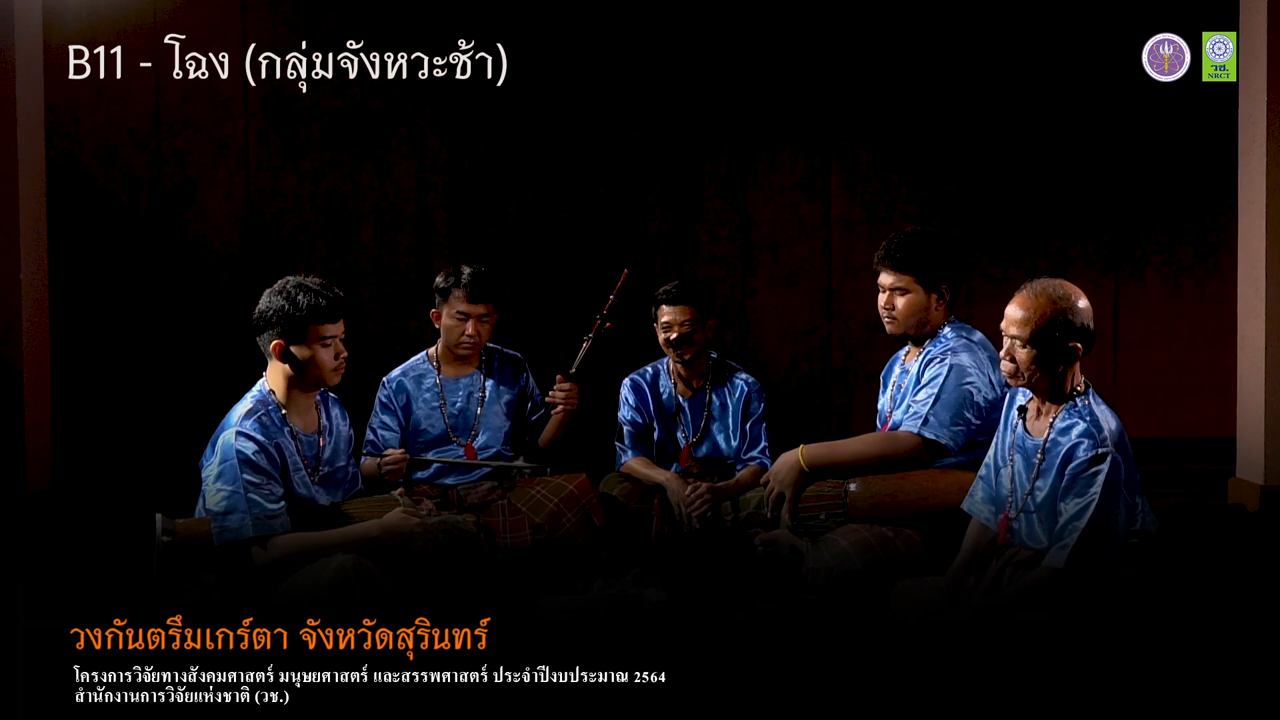 B11 - โฉง (กลุ่มจังหวะช้า)
วช.
NRCT
วงกันตรึมเกร์ตา จังหวัดสุรินทร์
โครงการวิจัยทางสังคมศาสตร์ มนุษยศาสตร์ และสรรพศาสตร์ ประจำปีงบประมาณ 2564
สำนักงานการวิจัยแห่งชาติ (วช.)